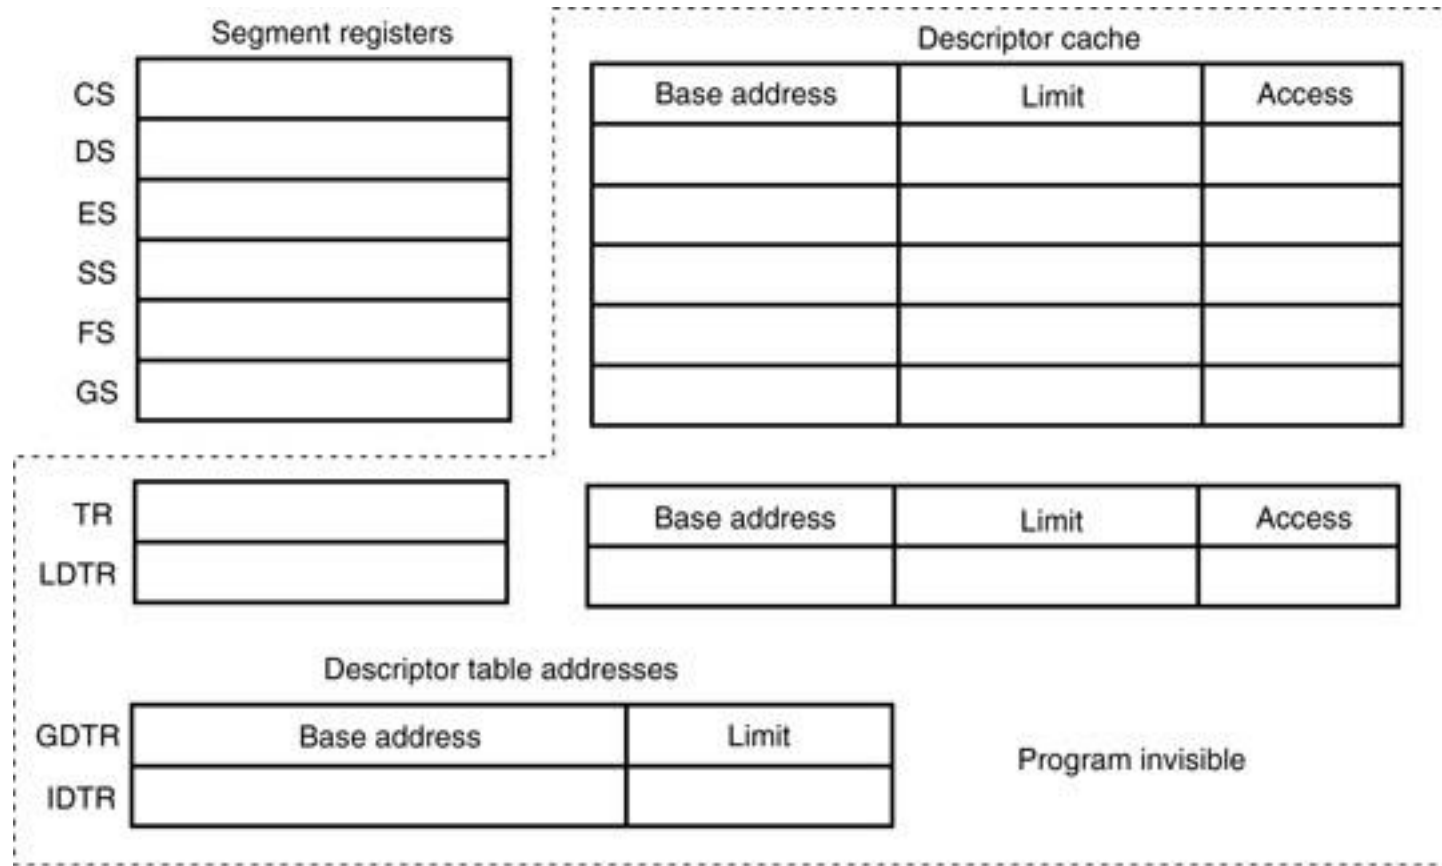 Segment registers
Descriptor cache
CS
Base address Limit Access
DS
ES
SS
FS
GS
TR
Base address Limit Access
LDTR
Descriptor table addresses
GDTR Base address Limit
Program invisible
IDTR